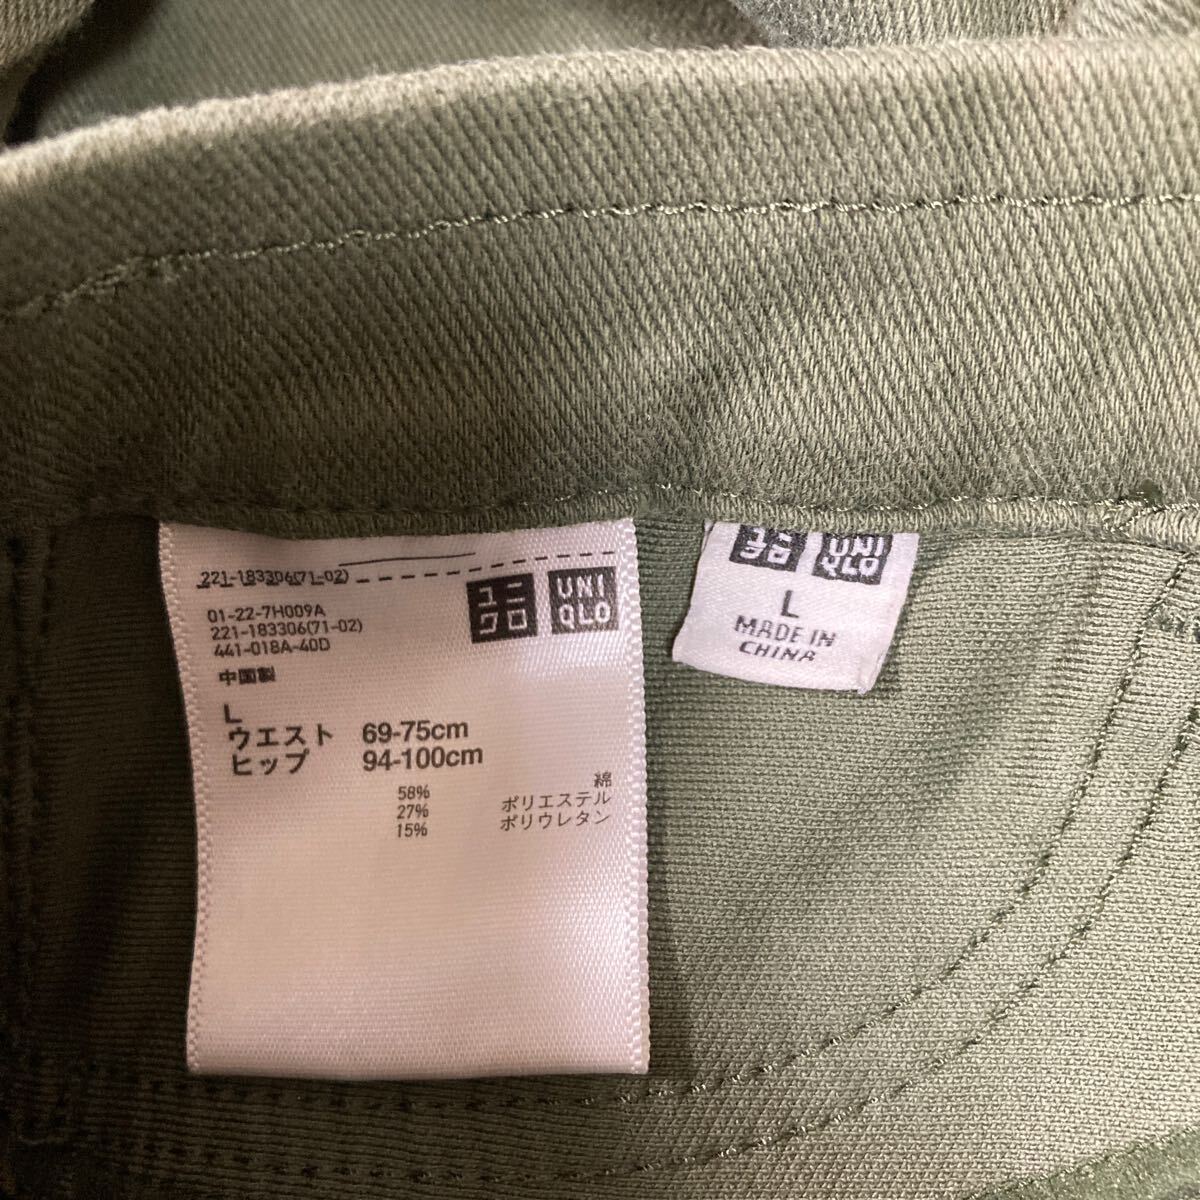 221-183306(71-02)
01-22-7H009A
221-183306(71-02)
441-018A-40D
中国製
ユニ
クロ
UNI
QLO
L
ウエスト 69-75cm
ヒップ 94-100cm
58% 綿
27% ポリエステル
15% ポリウレタン
ユニ
クロ
UNI
QLO
L
MADE IN
CHINA